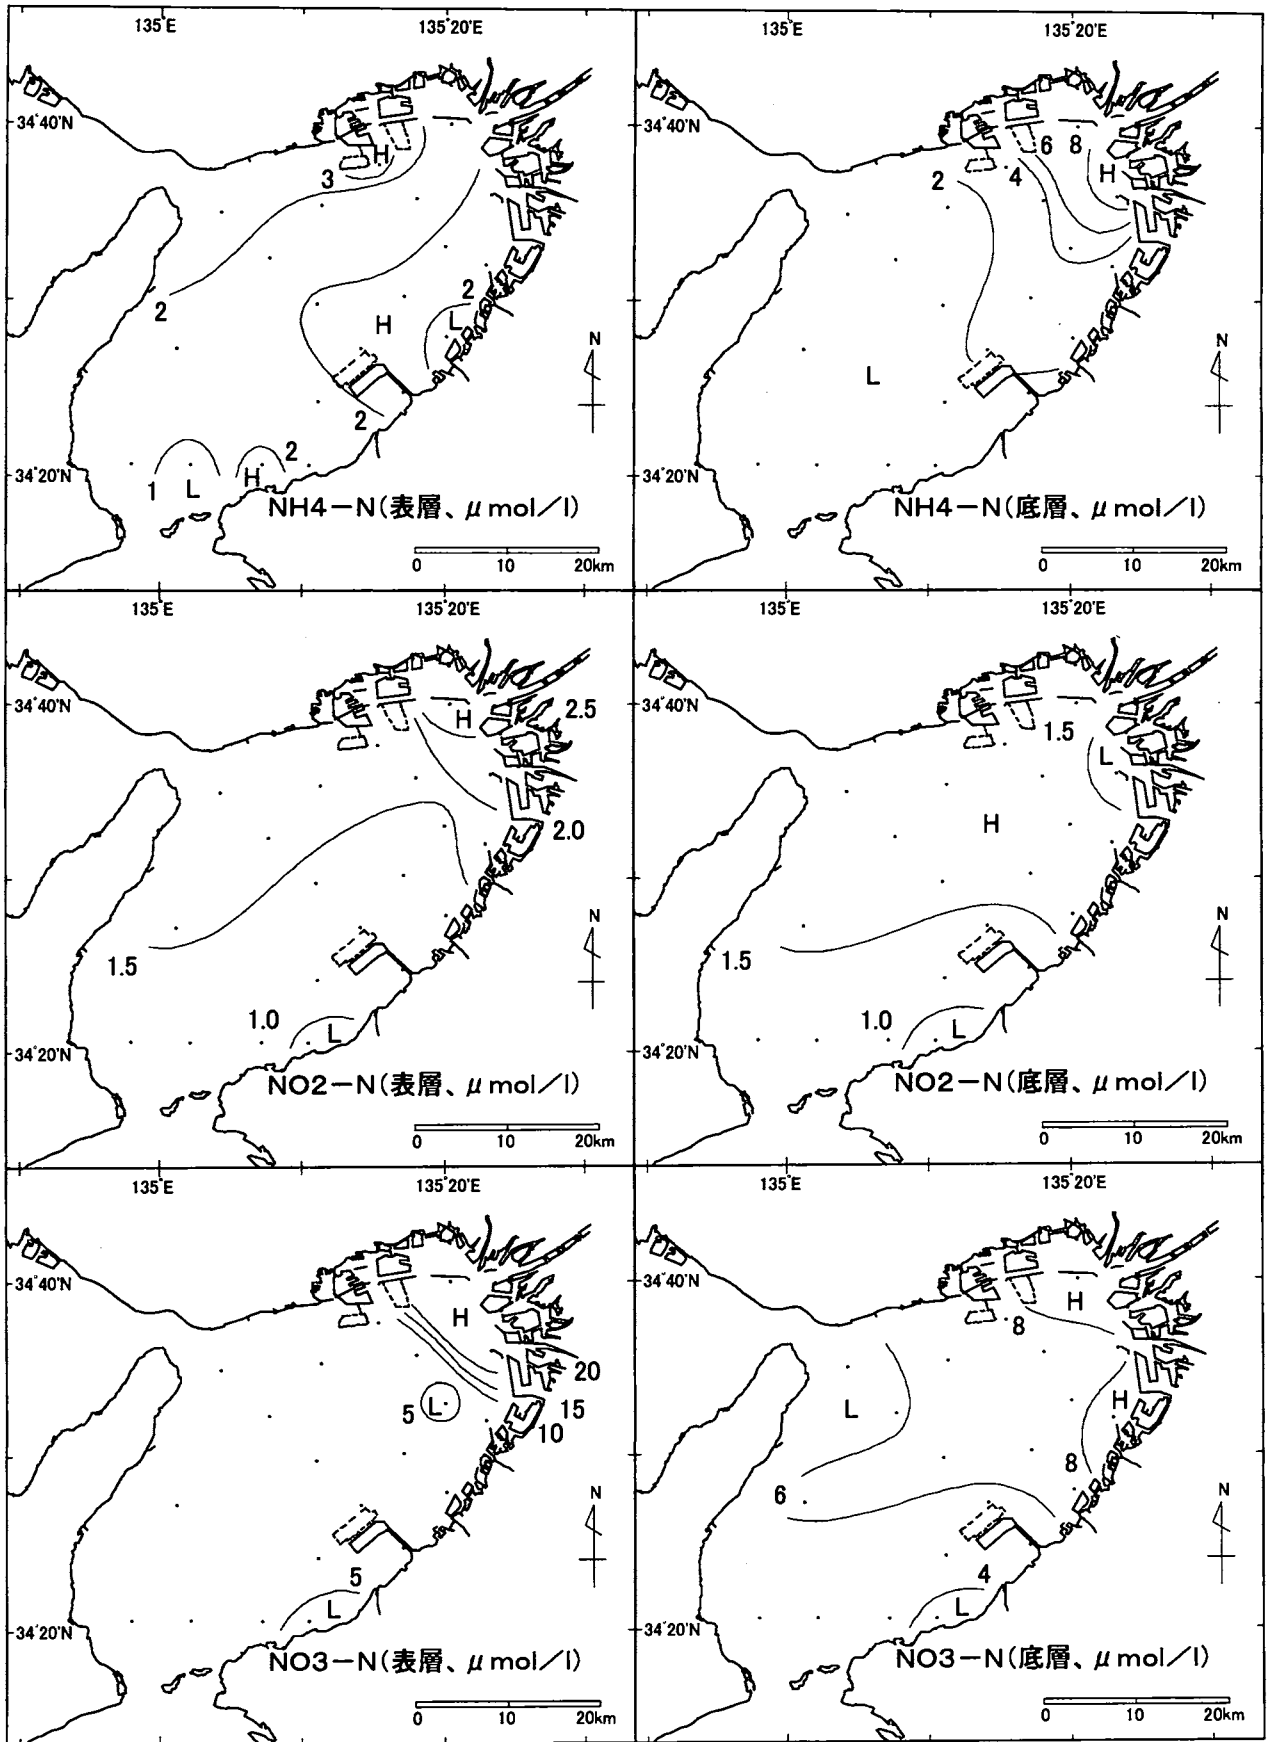 135°E
135°20'E
34°40'N
H
3
2
H
2
L
2
1
L
H
2
34°20'N
N
NH4-N(表層、μmol/l)
0 10 20km
135°E
135°20'E
34°40'N
6 8
2
4
H
L
34°20'N
N
NH4-N(底層、μmol/l)
0 10 20km
135°E
135°20'E
34°40'N
H
2.5
2.0
1.5
1.0
L
34°20'N
N
NO2-N(表層、μmol/l)
0 10 20km
135°E
135°20'E
34°40'N
1.5
L
H
1.5
1.0
L
34°20'N
N
NO2-N(底層、μmol/l)
0 10 20km
135°E
135°20'E
34°40'N
H
20
5
L
15
10
5
L
34°20'N
N
NO3-N(表層、μmol/l)
0 10 20km
135°E
135°20'E
34°40'N
H
8
L
H
8
6
4
L
34°20'N
N
NO3-N(底層、μmol/l)
0 10 20km